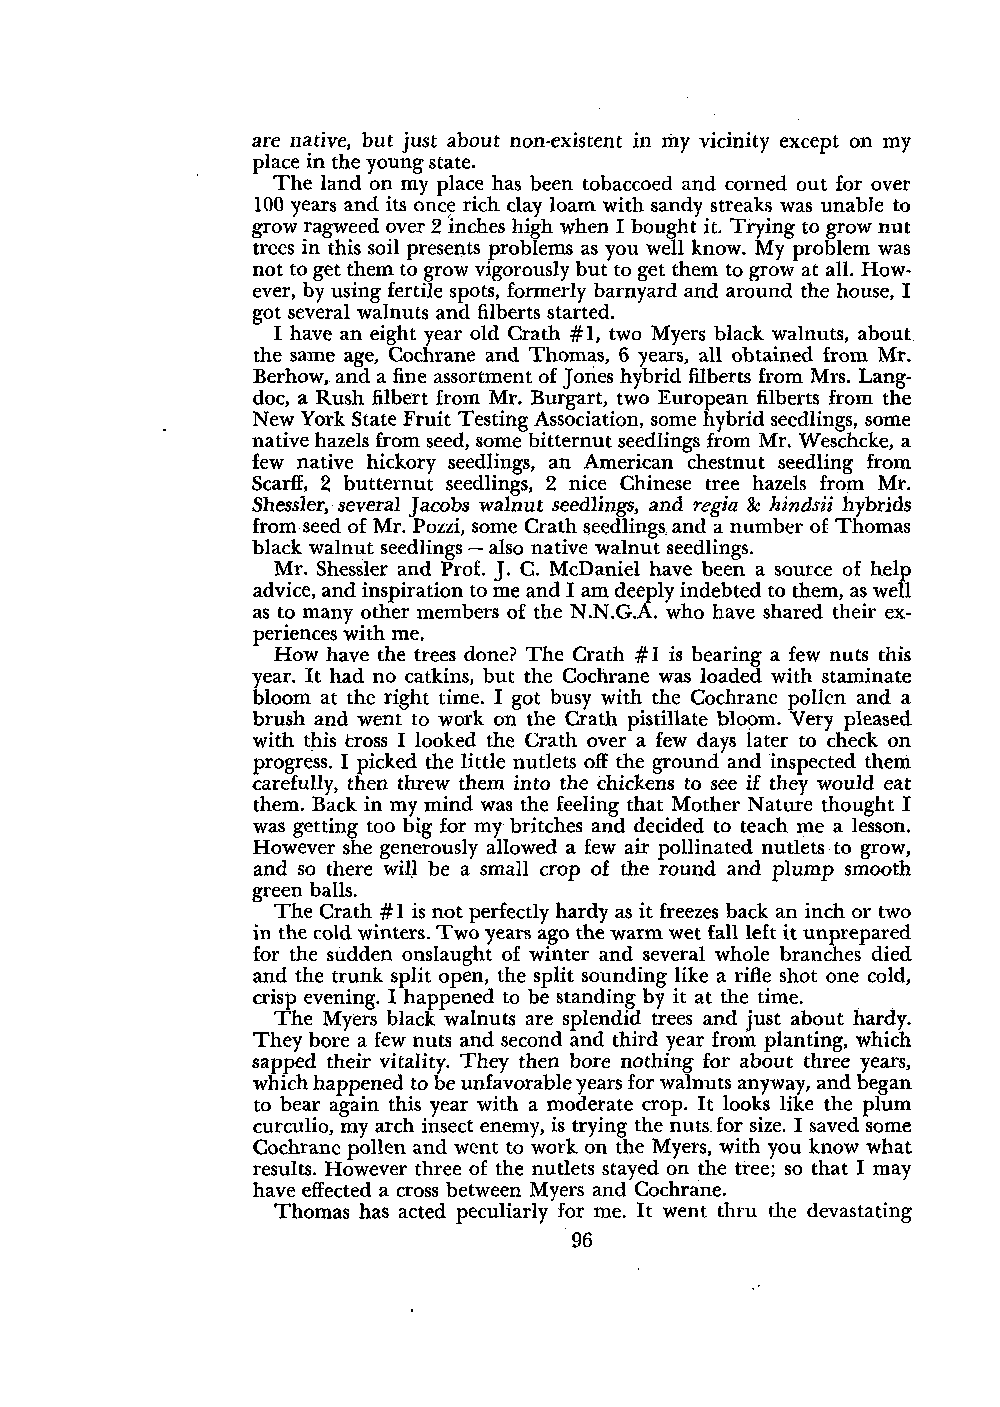 are native, but just about non-existent in my vicinity except on my
place in the young state.
The land on my place has been tobaccoed and corned out for over
100 years and its once rich clay loam with sandy streaks was unable to
grow ragweed over 2 inches high when I bought it. Trying to grow nut
trees in this soil presents problems as you well know. My problem was
not to get them to grow vigorously but to get them to grow at all. How-
ever, by using fertile spots, formerly barnyard and around the house, I
got several walnuts and filberts started.
I have an eight year old Crath #1, two Myers black walnuts, about
the same age, Cochrane and Thomas, 6 years, all obtained from Mr.
Berhow, and a fine assortment of Jones hybrid filberts from Mrs. Lang-
doc, a Rush filbert from Mr. Burgart, two European filberts from the
New York State Fruit Testing Association, some hybrid seedlings, some
native hazels from seed, some bitternut seedlings from Mr. Weschcke, a
few native hickory seedlings, an American chestnut seedling from
Scarff, 2 butternut seedlings, 2 nice Chinese tree hazels from Mr.
Shessler, several Jacobs walnut seedlings, and regia & hindsii hybrids
from seed of Mr. Pozzi, some Crath seedlings and a number of Thomas
black walnut seedlings — also native walnut seedlings.
Mr. Shessler and Prof. J. C. McDaniel have been a source of help
advice, and inspiration to me and I am deeply indebted to them, as well
as to many other members of the N.N.G.A. who have shared their ex-
periences with me.
How have the trees done? The Crath #1 is bearing a few nuts this
year. It had no catkins, but the Cochrane was loaded with staminate
bloom at the right time. I got busy with the Cochrane pollen and a
brush and went to work on the Crath pistillate bloom. Very pleased
with this cross I looked the Crath over a few days later to check on
progress. I picked the little nutlets off the ground and inspected them
carefully, then threw them into the chickens to see if they would eat
them. Back in my mind was the feeling that Mother Nature thought I
was getting too big for my britches and decided to teach me a lesson.
However she generously allowed a few air pollinated nutlets to grow,
and so there will be a small crop of the round and plump smooth
green balls.
The Crath #1 is not perfectly hardy as it freezes back an inch or two
in the cold winters. Two years ago the warm wet fall left it unprepared
for the sudden onslaught of winter and several whole branches died
and the trunk split open, the split sounding like a rifle shot one cold,
crisp evening. I happened to be standing by it at the time.
The Myers black walnuts are splendid trees and just about hardy.
They bore a few nuts and second and third year from planting, which
sapped their vitality. They then bore nothing for about three years,
which happened to be unfavorable years for walnuts anyway, and began
to bear again this year with a moderate crop. It looks like the plum
curculio, my arch insect enemy, is trying the nuts for size. I saved some
Cochrane pollen and went to work on the Myers, with you know what
results. However three of the nutlets stayed on the tree; so that I may
have effected a cross between Myers and Cochrane.
Thomas has acted peculiarly for me. It went thru the devastating
96